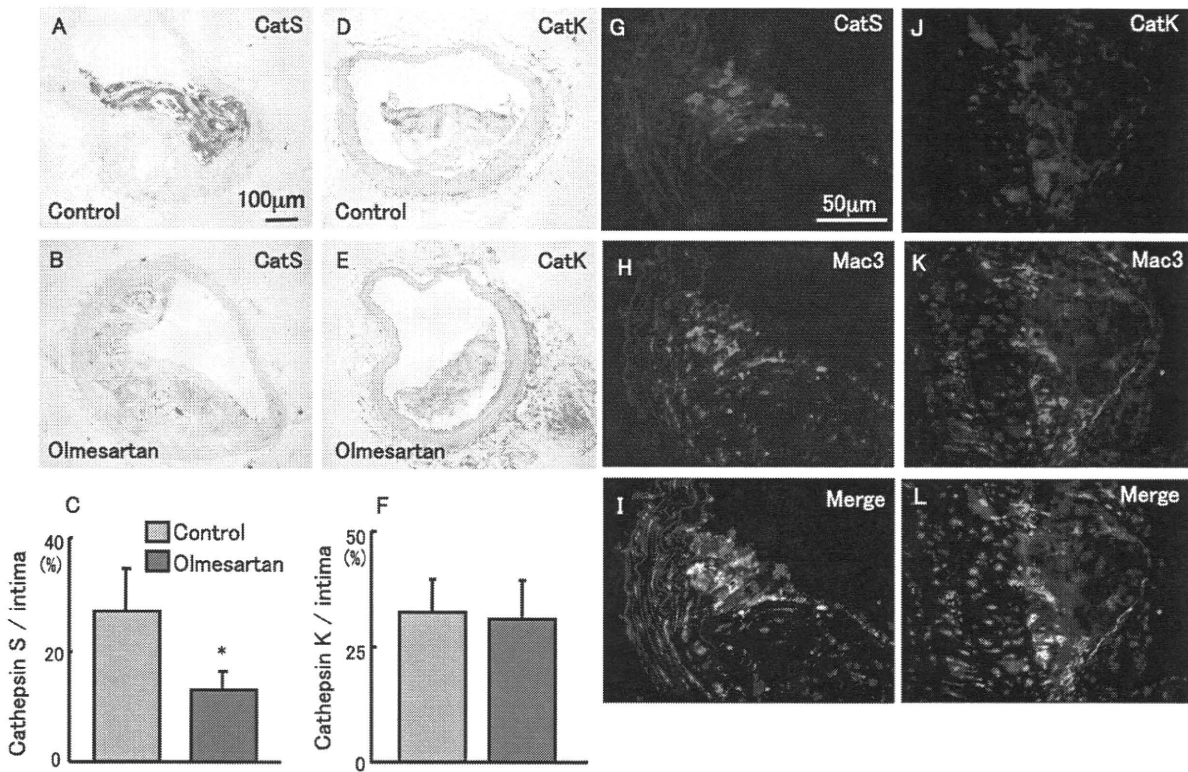 A CatS
Control 100μm
B CatS
Olmesartan
D CatK
Control
E CatK
Olmesartan
G CatS
50μm
H Mac3
I Merge
J CatK
K Mac3
L Merge
C
Cathepsin S / intima
40
(%)
20
0
Control
Olmesartan
*
F
Cathepsin K / intima
50
(%)
25
0